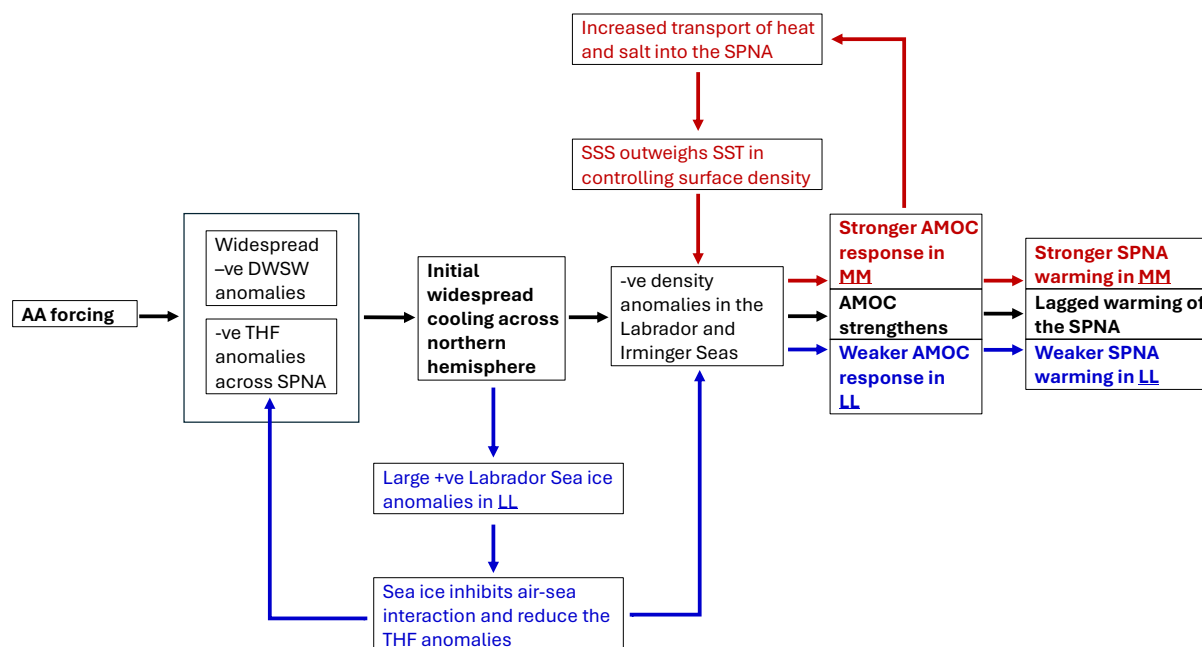 Increased transport of heat
and salt into the SPNA
SSS outweighs SST in
controlling surface density
AA forcing
Widespread
–ve DWSW
anomalies
-ve THF
anomalies
across SPNA
Initial
widespread
cooling across
northern
hemisphere
-ve density
anomalies in the
Labrador and
Irminger Seas
Stronger AMOC
response in
MM
AMOC
strengthens
Weaker AMOC
response in
LL
Stronger SPNA
warming in MM
Lagged warming of
the SPNA
Weaker SPNA
warming in LL
Large +ve Labrador Sea ice
anomalies in LL
Sea ice inhibits air-sea
interaction and reduce the
THF anomalies